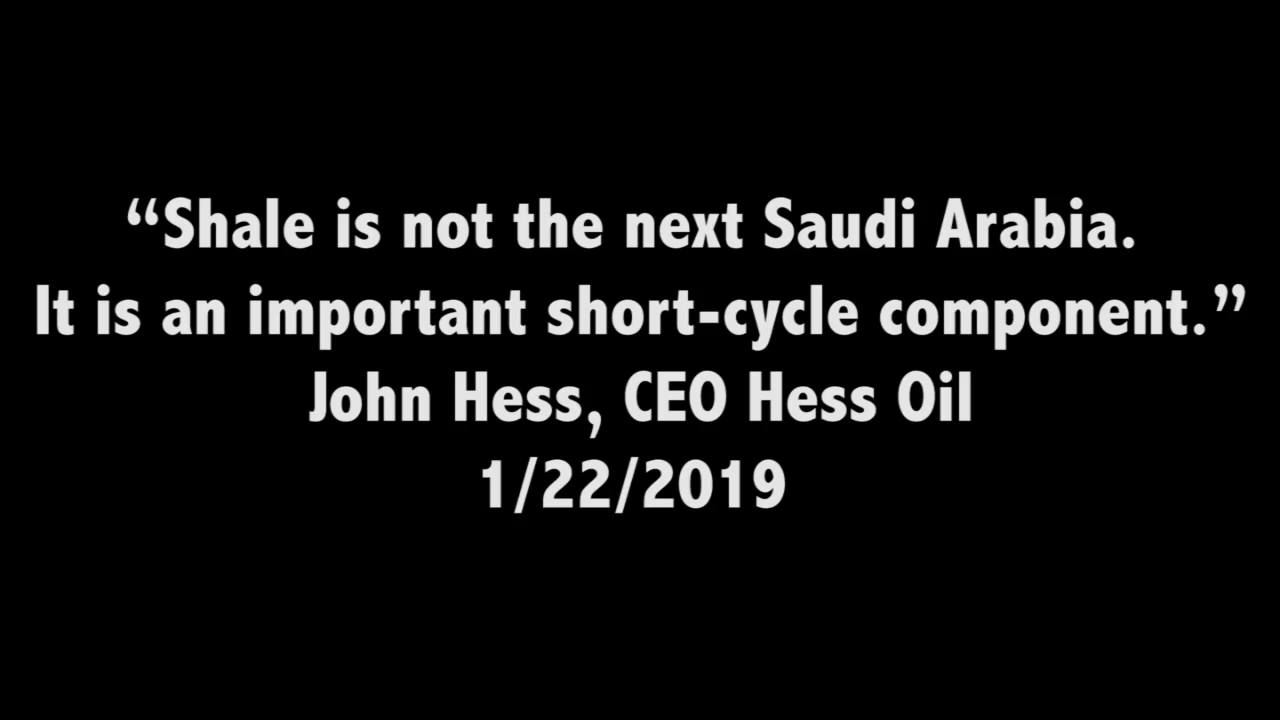 “Shale is not the next Saudi Arabia.
It is an important short-cycle component.”
John Hess, CEO Hess Oil
1/22/2019